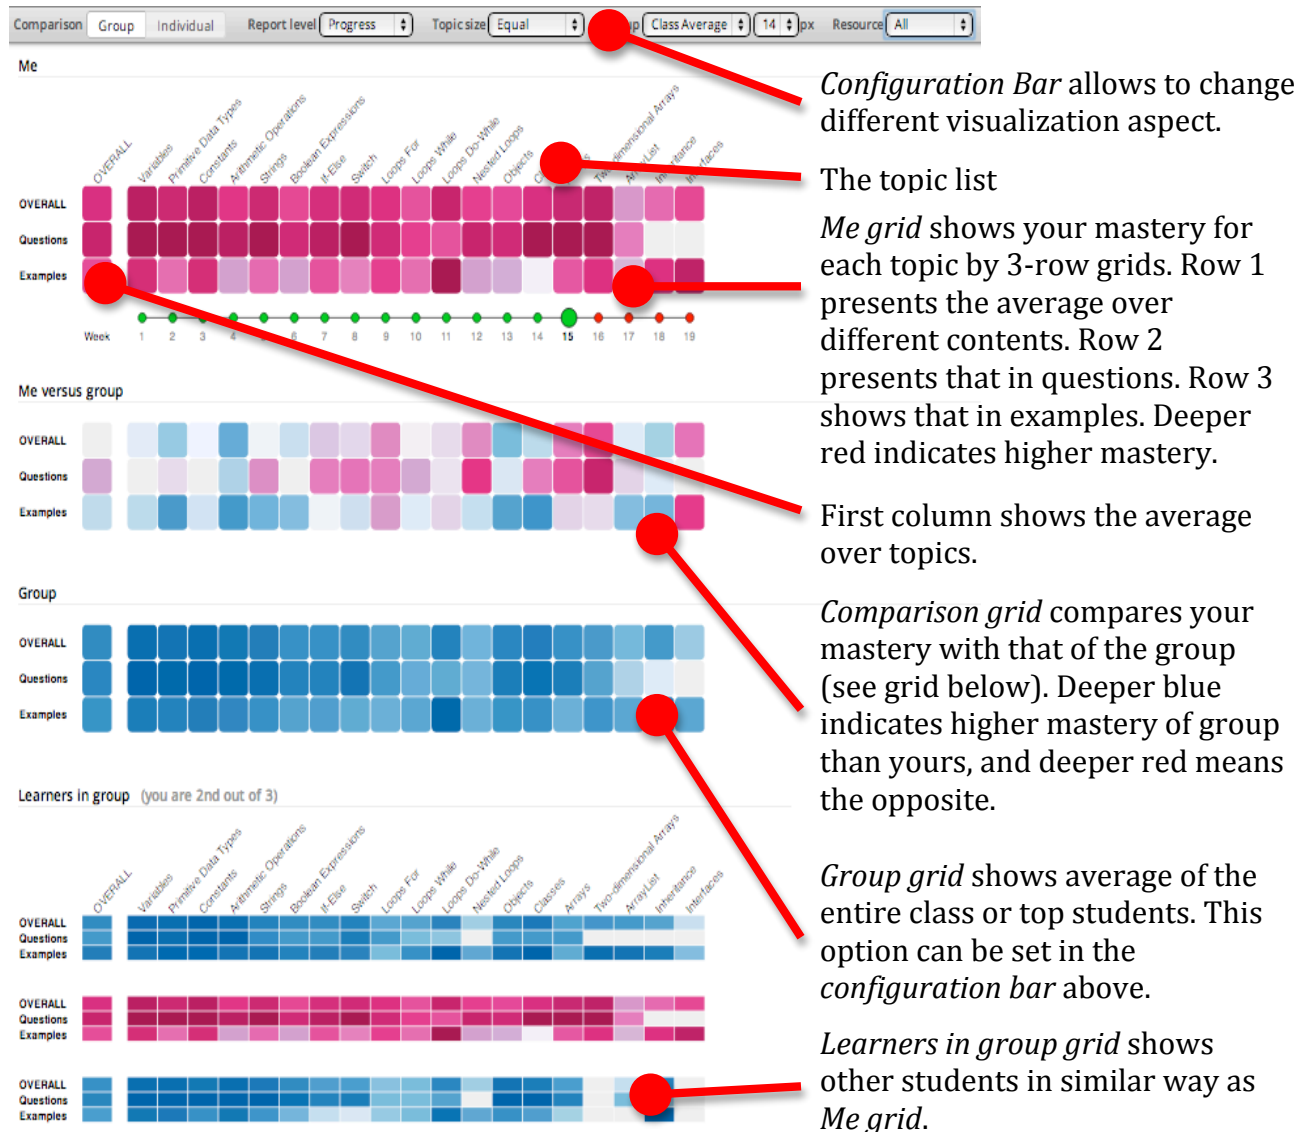 Comparison Group Individual Report level Progress Topic size Equal up Class Average 14 px Resource All
Me
OVERALL Variables Primitive Data Types Constants Arithmetic Operations Strings Boolean Expressions If-Else Switch Loops For Loops While Loops Do-While Nested Loops Objects Two-dimensional Arrays ArrayList Inheritance Interfaces
OVERALL
Questions
Examples
Week 1 2 3 4 5 6 7 8 9 10 11 12 13 14 15 16 17 18 19
Me versus group
OVERALL
Questions
Examples
Group
OVERALL
Questions
Examples
Learners in group (you are 2nd out of 3)
OVERALL Variables Primitive Data Types Constants Arithmetic Operations Strings Boolean Expressions If-Else Switch Loops For Loops While Loops Do-While Nested Loops Objects Classes Arrays Two-dimensional Arrays ArrayList Inheritance Interfaces
OVERALL
Questions
Examples
OVERALL
Questions
Examples
OVERALL
Questions
Examples
Configuration Bar allows to change
different visualization aspect.
The topic list
Me grid shows your mastery for
each topic by 3-row grids. Row 1
presents the average over
different contents. Row 2
presents that in questions. Row 3
shows that in examples. Deeper
red indicates higher mastery.
First column shows the average
over topics.
Comparison grid compares your
mastery with that of the group
(see grid below). Deeper blue
indicates higher mastery of group
than yours, and deeper red means
the opposite.
Group grid shows average of the
entire class or top students. This
option can be set in the
configuration bar above.
Learners in group grid shows
other students in similar way as
Me grid.